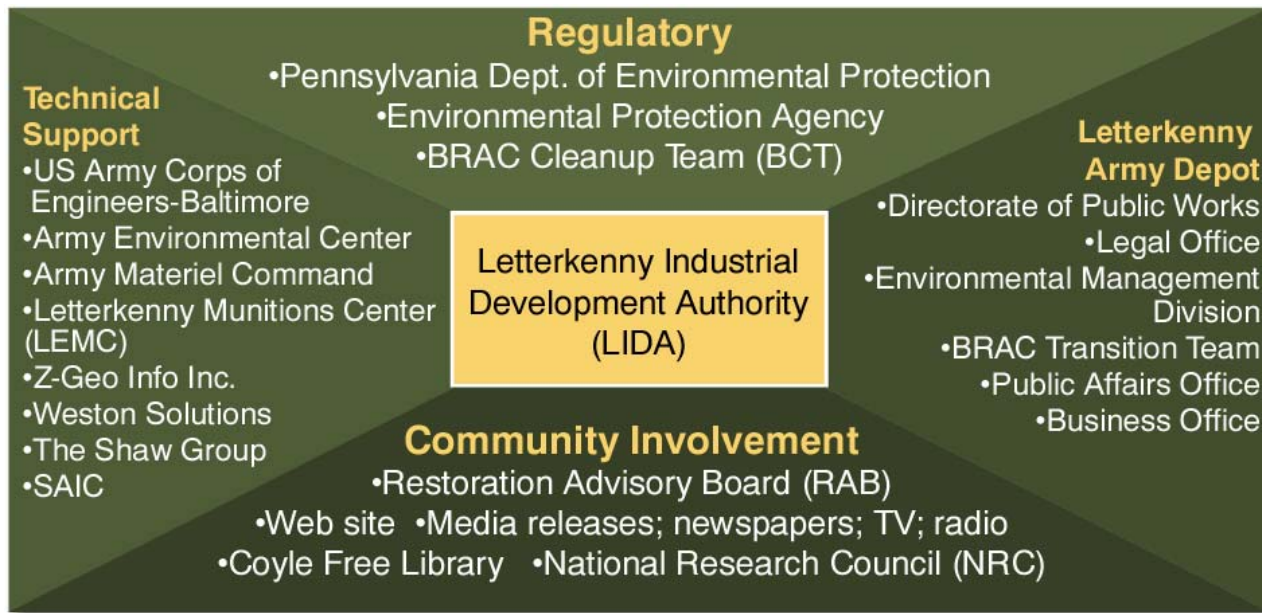 Regulatory
•Pennsylvania Dept. of Environmental Protection
•Environmental Protection Agency
•BRAC Cleanup Team (BCT)
Technical
Support
•US Army Corps of
Engineers-Baltimore
•Army Environmental Center
•Army Materiel Command
•Letterkenny Munitions Center
(LEMC)
•Z-Geo Info Inc.
•Weston Solutions
•The Shaw Group
•SAIC
Letterkenny Industrial
Development Authority
(LIDA)
Letterkenny
Army Depot
•Directorate of Public Works
•Legal Office
•Environmental Management
Division
•BRAC Transition Team
•Public Affairs Office
•Business Office
Community Involvement
•Restoration Advisory Board (RAB)
•Web site •Media releases; newspapers; TV; radio
•Coyle Free Library •National Research Council (NRC)